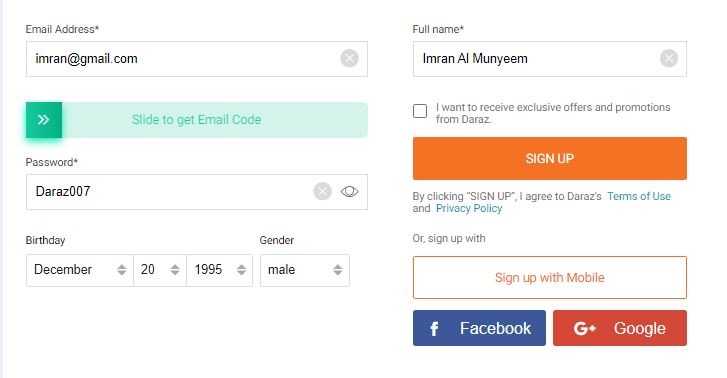 Email Address*
imran@gmail.com
Slide to get Email Code
Password*
Daraz007
Birthday
Gender
December 20 1995 male
Full name*
Imran Al Munyeem
I want to receive exclusive offers and promotions
from Daraz.
SIGN UP
By clicking "SIGN UP", I agree to Daraz's Terms of Use
and Privacy Policy
Or, sign up with
Sign up with Mobile
f Facebook
G+ Google